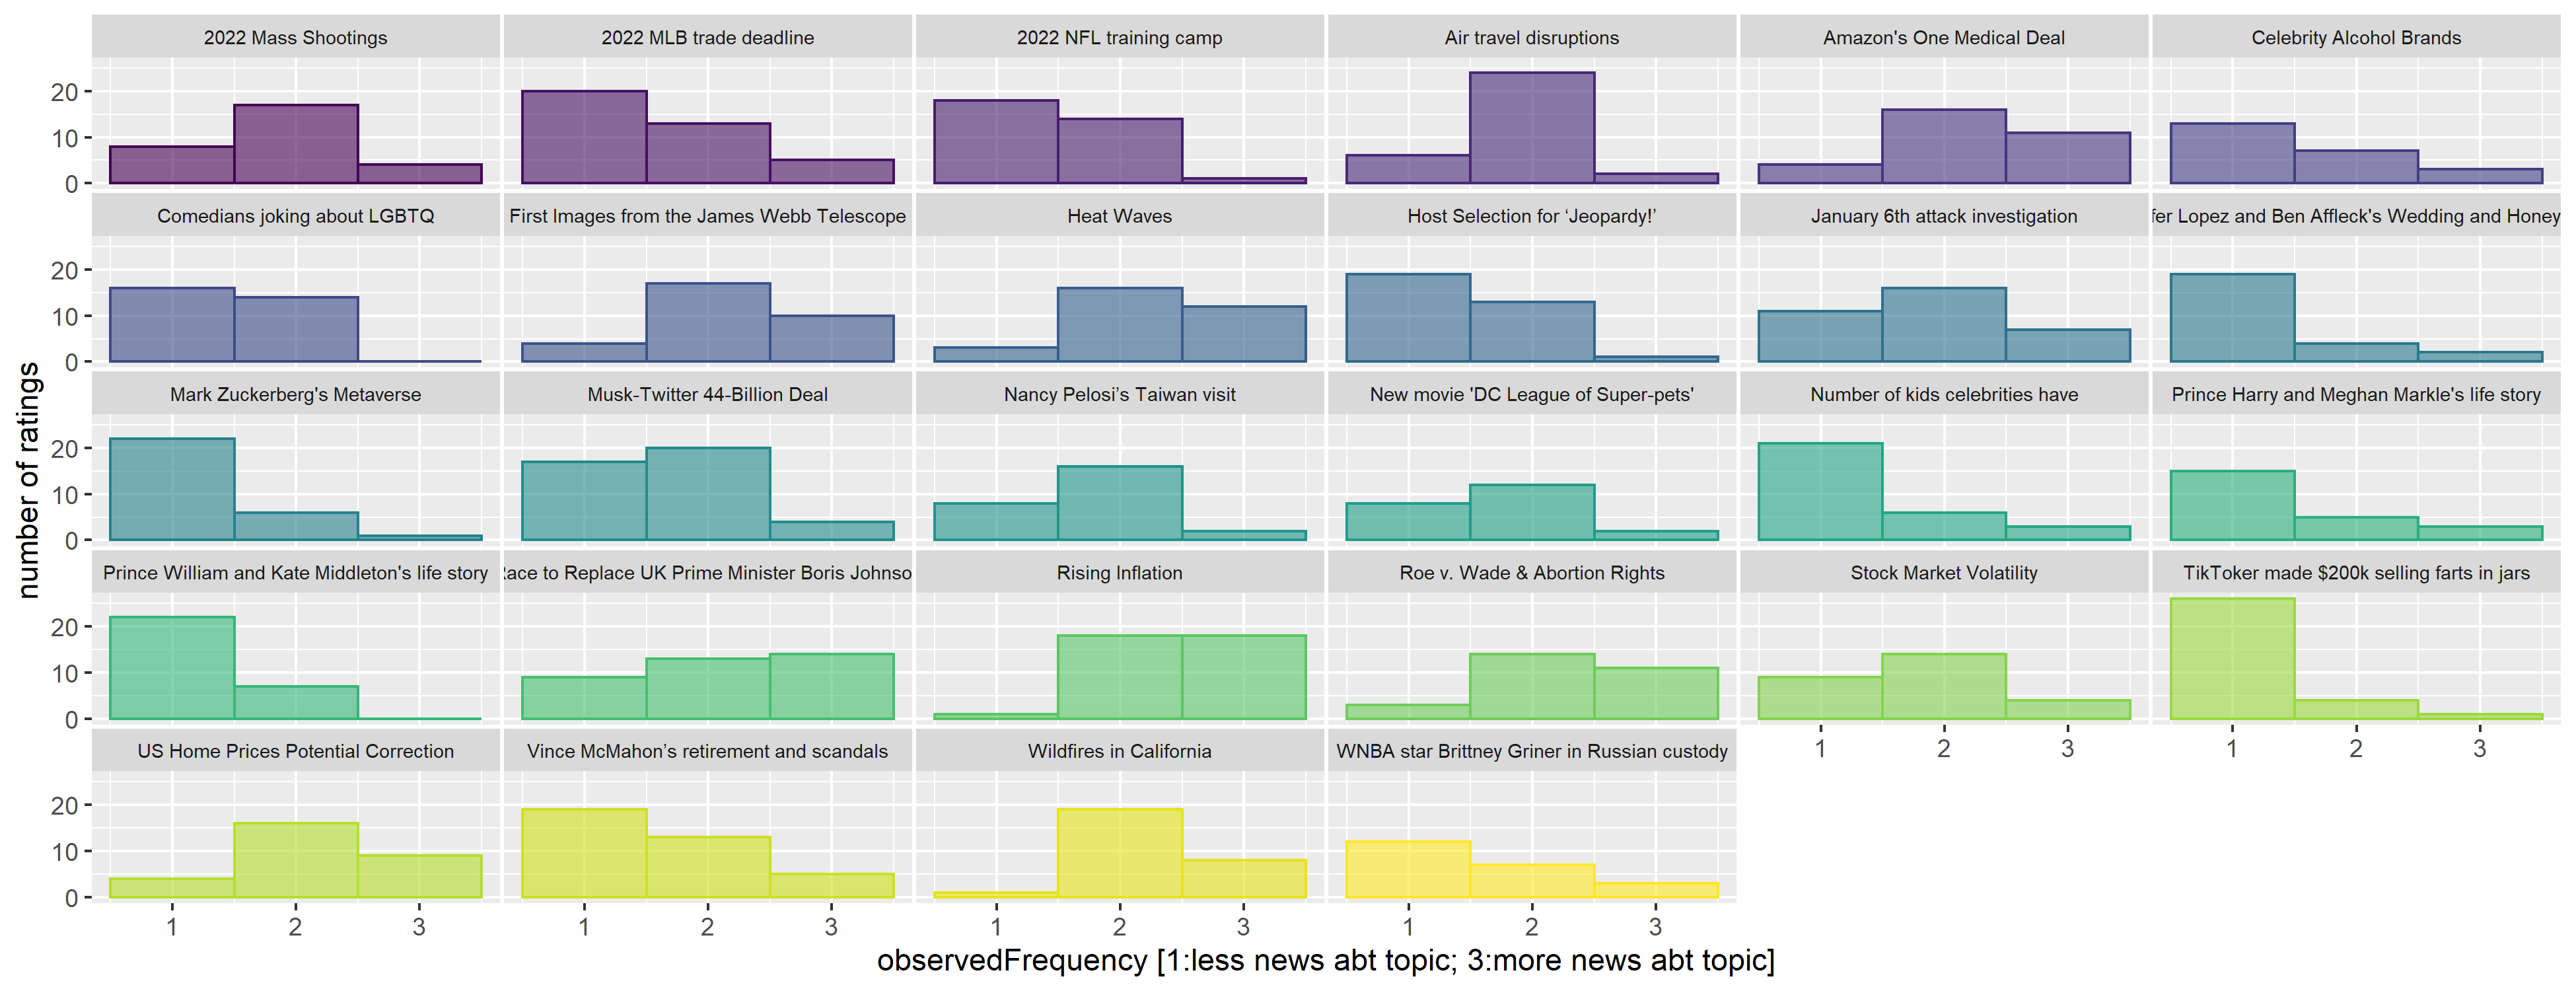 2022 Mass Shootings
2022 MLB trade deadline
2022 NFL training camp
Air travel disruptions
Amazon's One Medical Deal
Celebrity Alcohol Brands
20
10
0
Comedians joking about LGBTQ
First Images from the James Webb Telescope
Heat Waves
Host Selection for ‘Jeopardy!’
January 6th attack investigation
fer Lopez and Ben Affleck's Wedding and Honey
20
10
0
Mark Zuckerberg's Metaverse
Musk-Twitter 44-Billion Deal
Nancy Pelosi’s Taiwan visit
New movie 'DC League of Super-pets'
Number of kids celebrities have
Prince Harry and Meghan Markle's life story
20
10
0
Prince William and Kate Middleton's life story
ace to Replace UK Prime Minister Boris Johnso
Rising Inflation
Roe v. Wade & Abortion Rights
Stock Market Volatility
TikToker made $200k selling farts in jars
20
10
0
1 2 3
1 2 3
US Home Prices Potential Correction
Vince McMahon’s retirement and scandals
Wildfires in California
WNBA star Brittney Griner in Russian custody
20
10
0
1 2 3
1 2 3
1 2 3
1 2 3
number of ratings
observedFrequency [1:less news abt topic; 3:more news abt topic]